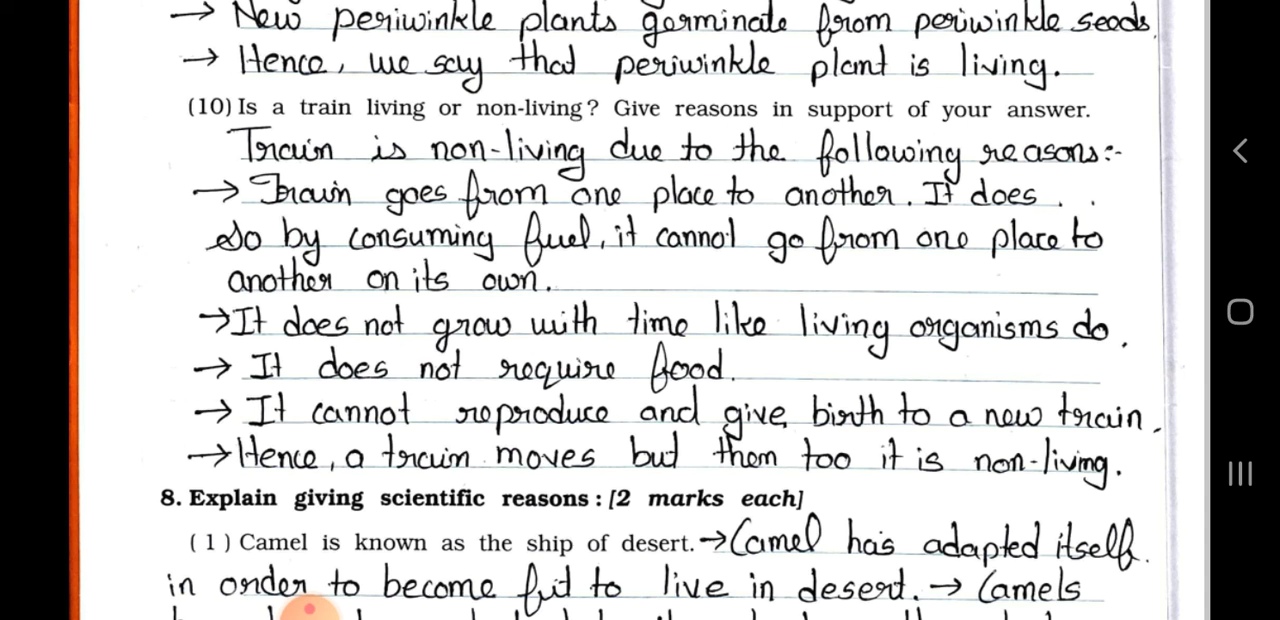 → New periwinkle plants germinate from periwinkle seeds.
→ Hence, we say that periwinkle plant is living.
(10) Is a train living or non-living? Give reasons in support of your answer.
Train is non-living due to the following reasons:-
→ Train goes from one place to another. It does . .
so by consuming fuel, it cannot go from one place to
another on its own.
→ It does not grow with time like living organisms do.
→ It does not require food.
→ It cannot reproduce and give birth to a new train.
→ Hence, a train moves but then too it is non-living.
8. Explain giving scientific reasons : [2 marks each]
( 1 ) Camel is known as the ship of desert. → Camel has adapted itself
in order to become fit to live in desert. → Camels